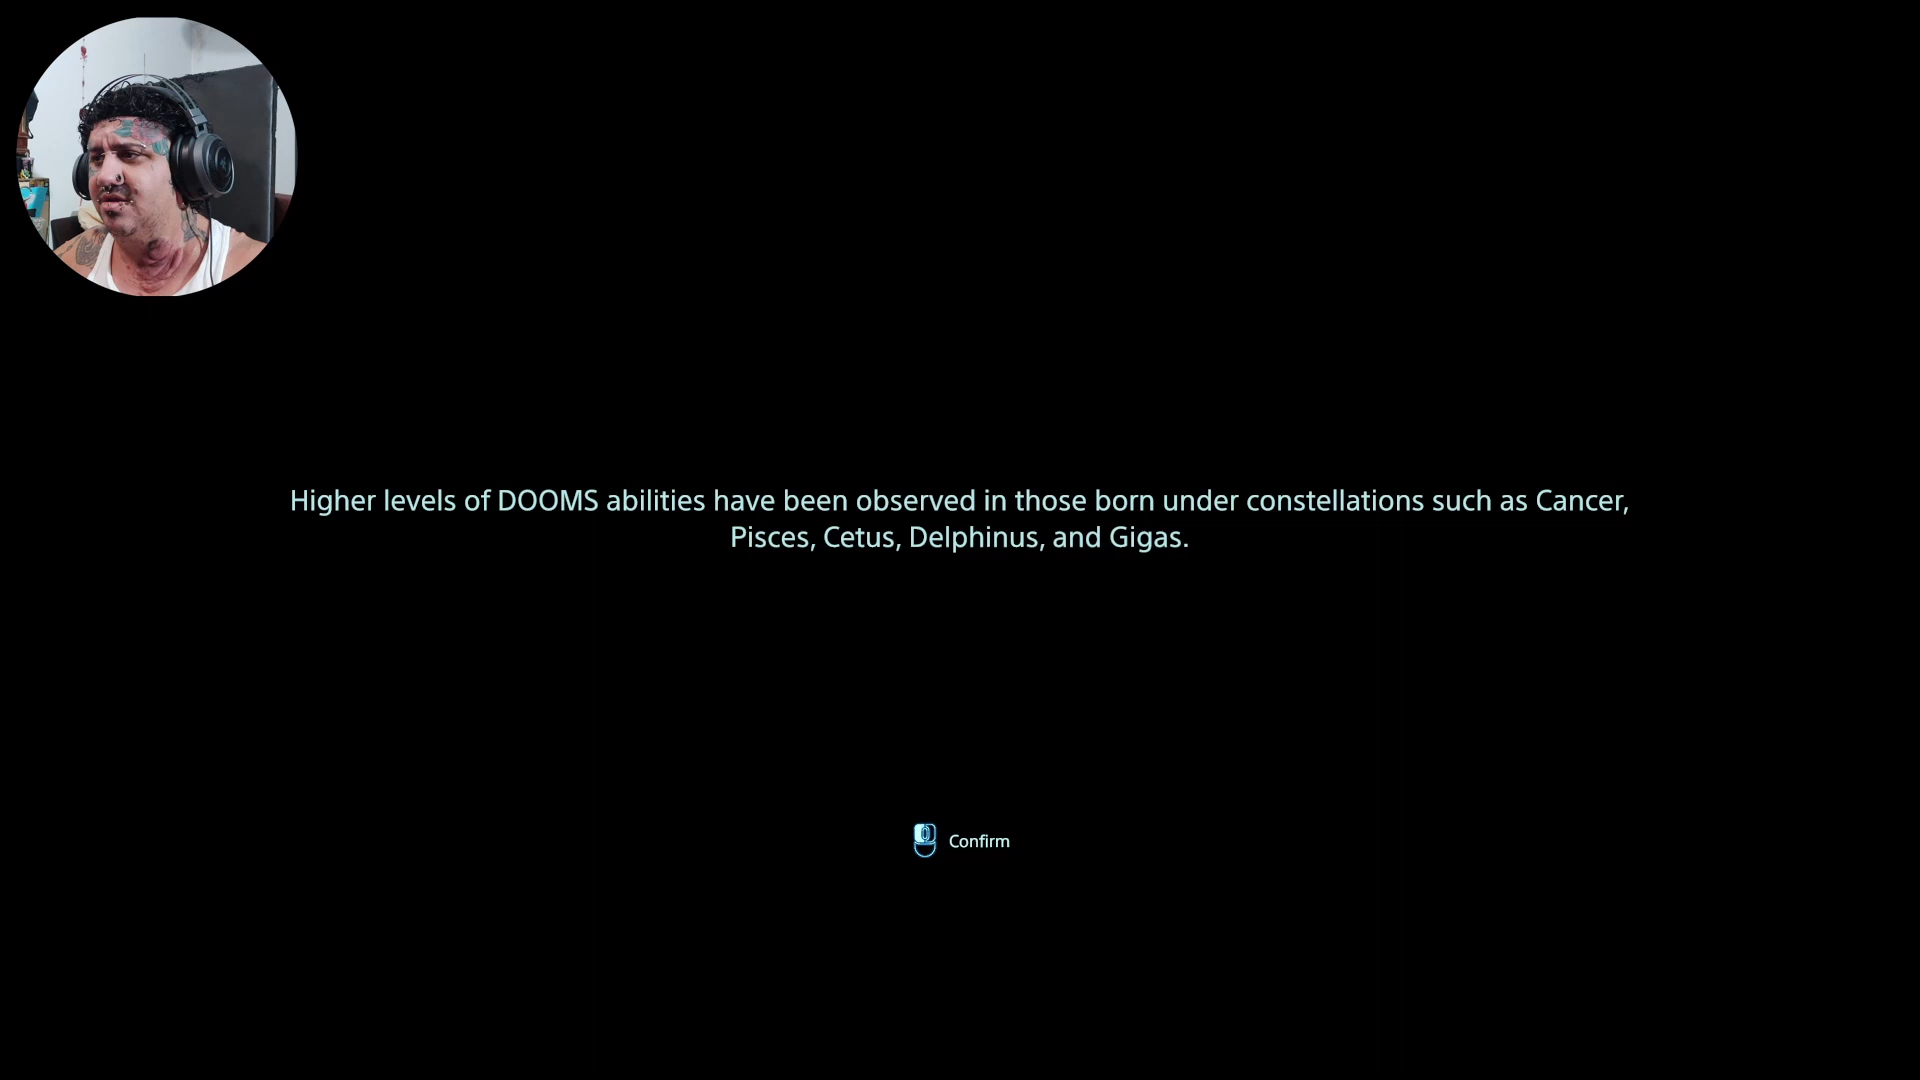 Higher levels of DOOMS abilities have been observed in those born under constellations such as Cancer,
Pisces, Cetus, Delphinus, and Gigas.
Confirm